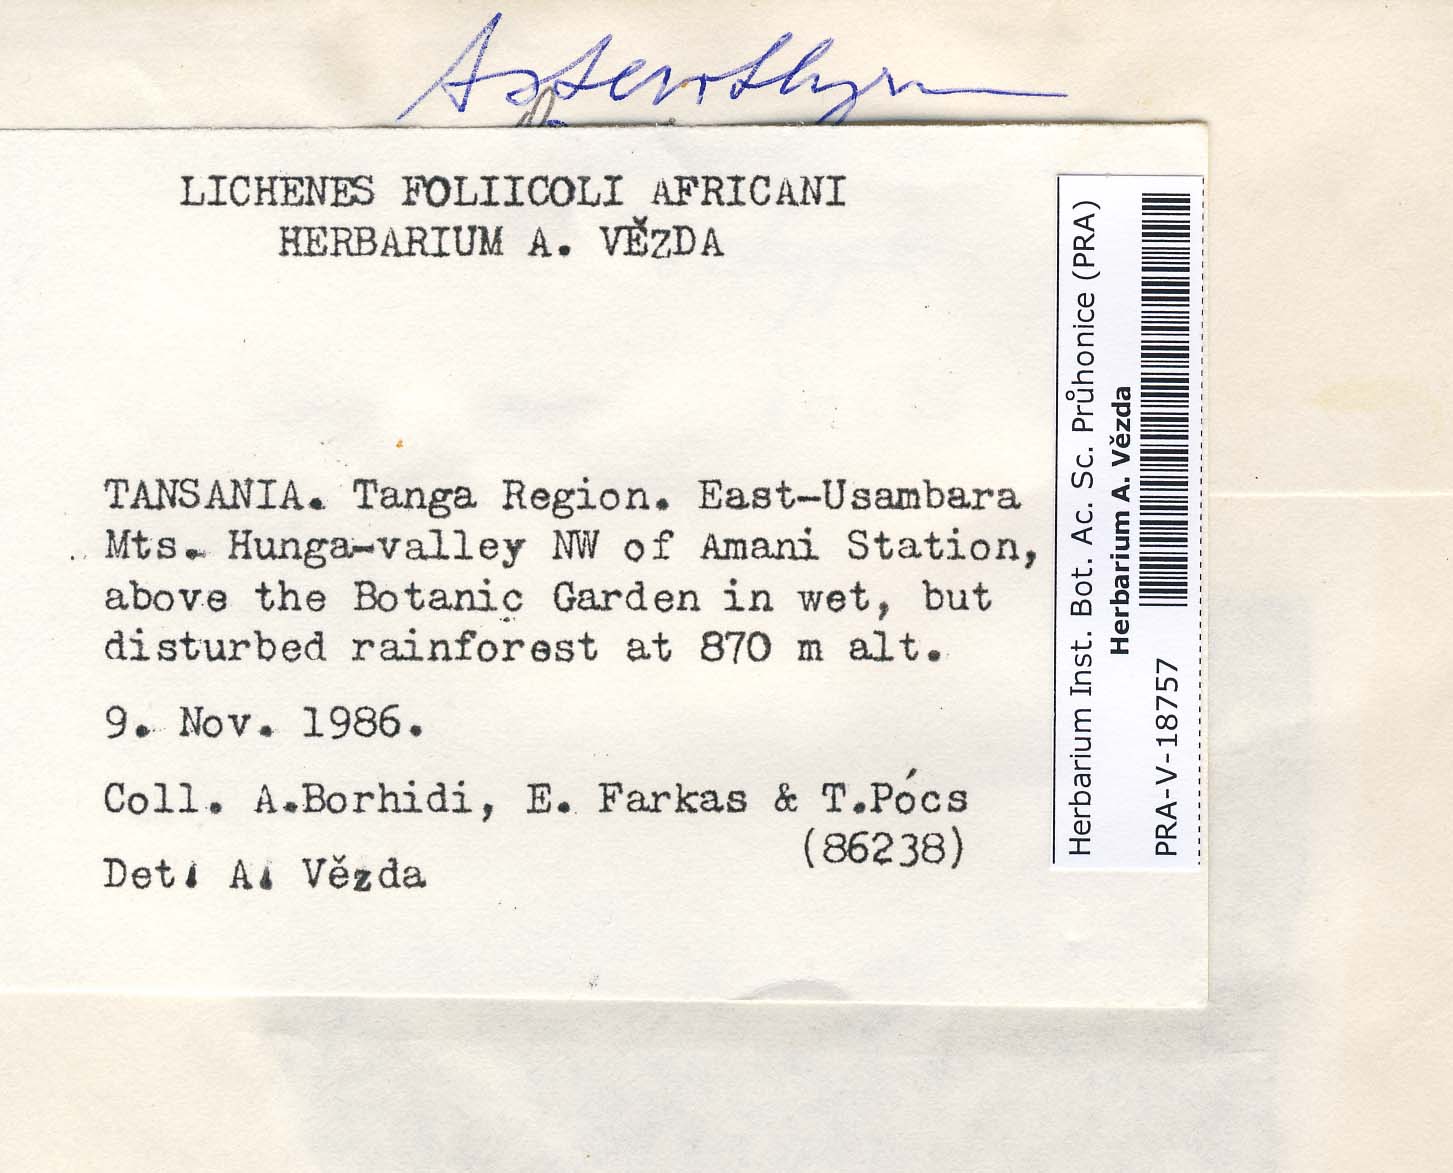 Asterothyr
LICHENES FOLIICOLI AFRICANI
HERBARIUM A. VĚZDA
TANSANIA. Tanga Region. East-Usambara
Mts. Hunga-valley NW of Amani Station,
above the Botanic Garden in wet, but
disturbed rainforest at 870 m alt.
9. Nov. 1986.
Coll. A.Borhidi, E. Farkas & T.Pócs
(86238)
Det. A. Vězda
Herbarium Inst. Bot. Ac. Sc. Průhonice (PRA)
Herbarium A. Vězda
PRA-V-18757